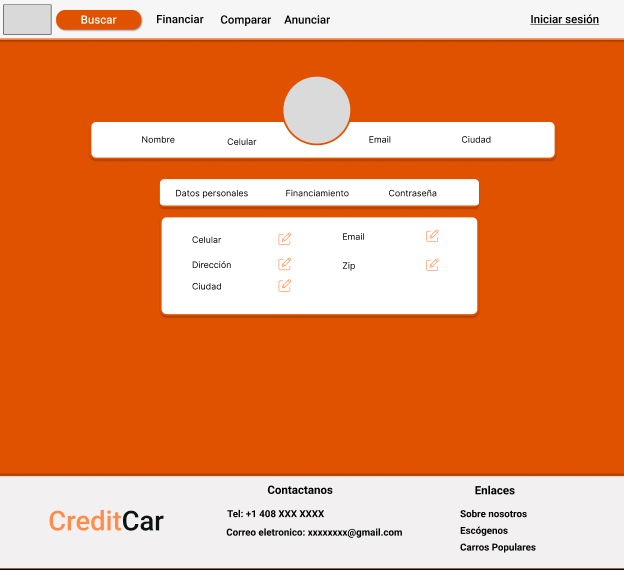 Buscar Financiar Comparar Anunciar Iniciar sesión
Nombre Celular Email Ciudad
Datos personales Financiamiento Contraseña
Celular Email
Dirección Zip
Ciudad
Contactanos Enlaces
CreditCar Tel: +1 408 XXX XXXX Sobre nosotros
Correo eletronico: xxxxxxxx@gmail.com Escógenos
Carros Populares